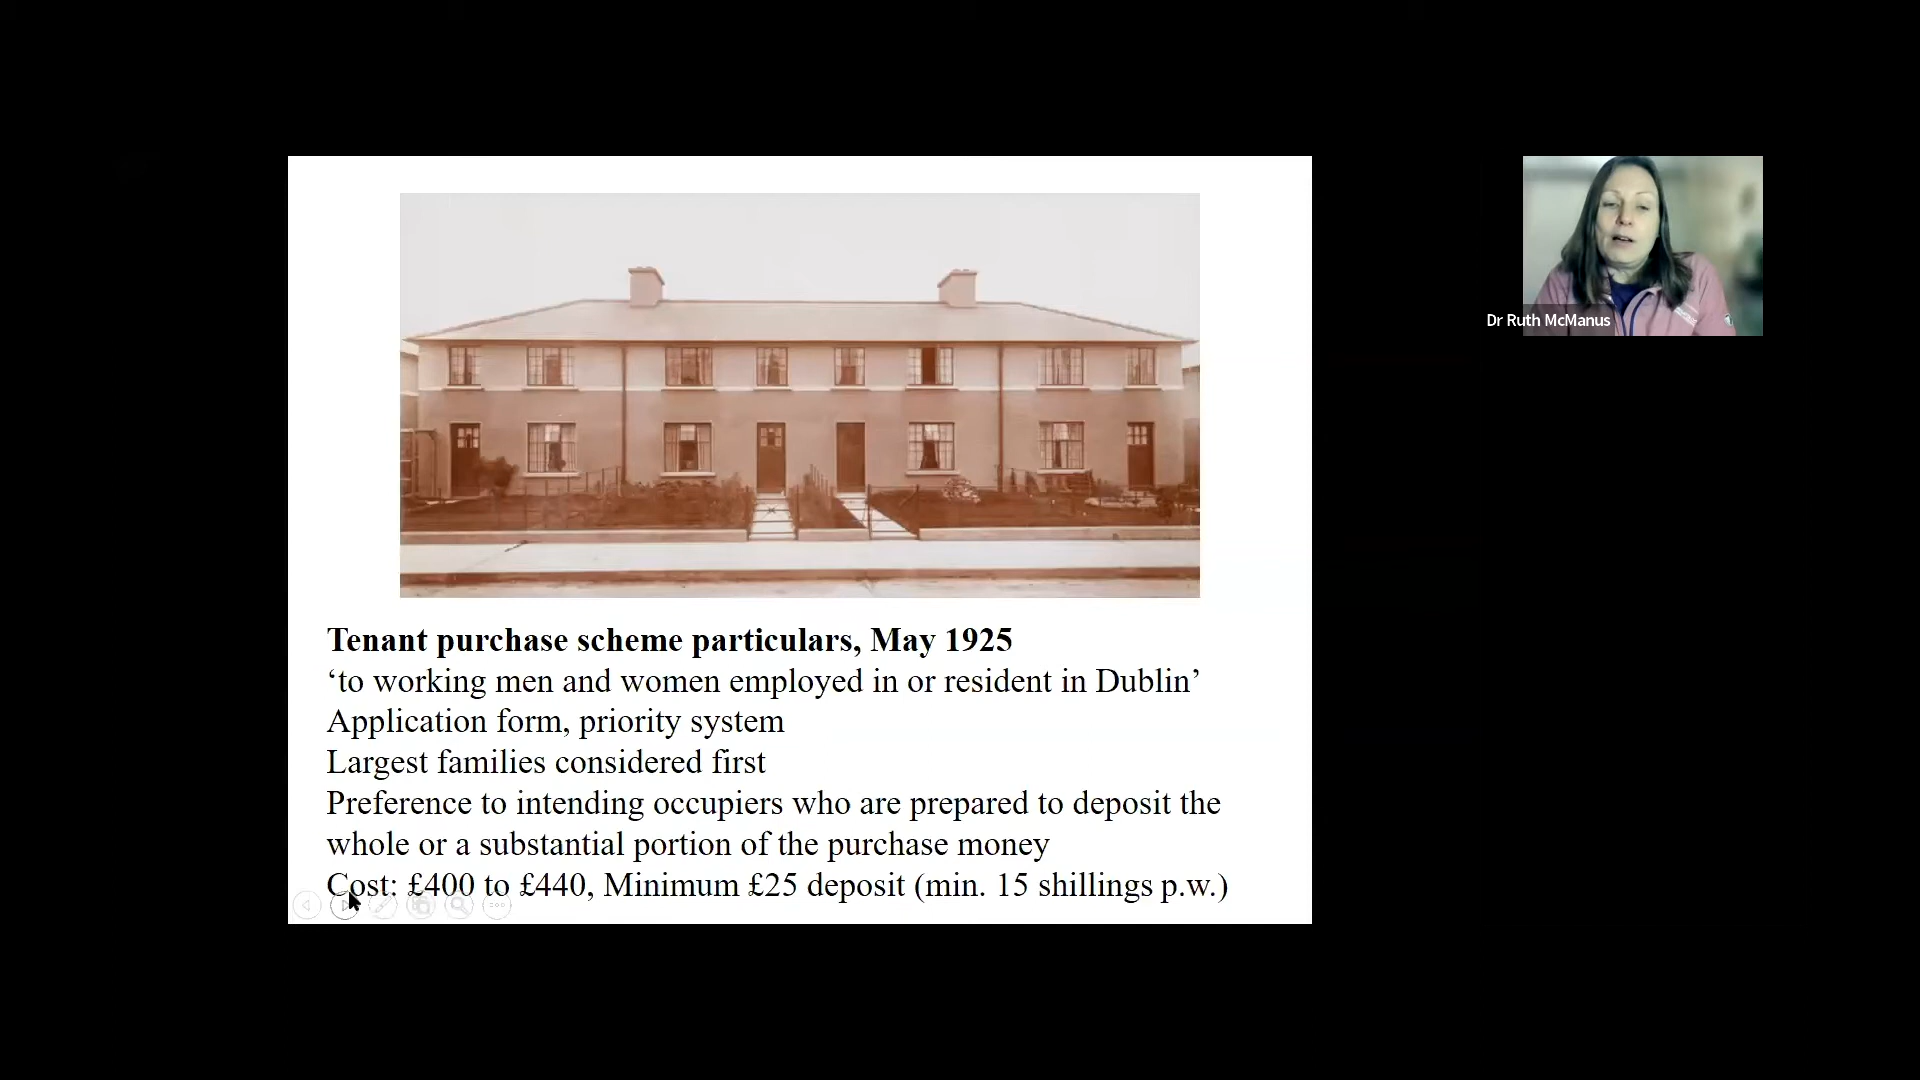 Dr Ruth McManus
Tenant purchase scheme particulars, May 1925
‘to working men and women employed in or resident in Dublin’
Application form, priority system
Largest families considered first
Preference to intending occupiers who are prepared to deposit the
whole or a substantial portion of the purchase money
Cost: £400 to £440, Minimum £25 deposit (min. 15 shillings p.w.)